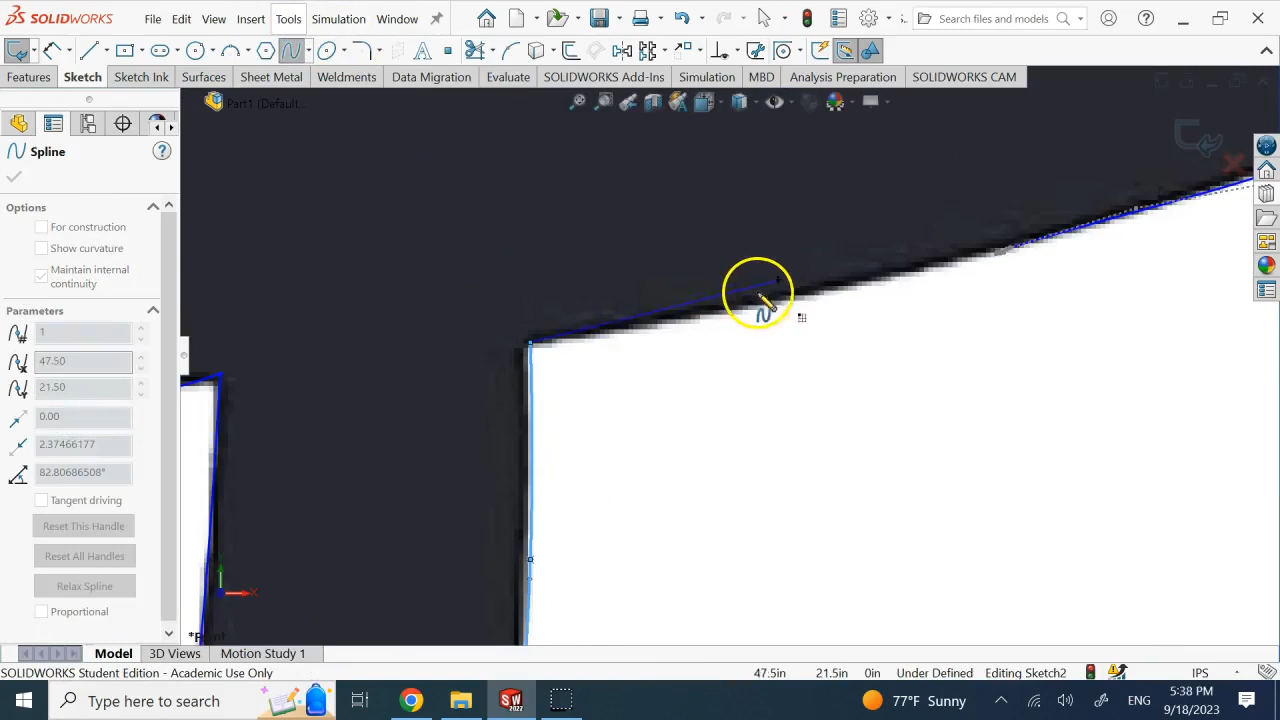 SOLIDWORKS File Edit View Insert Tools Simulation Window Search files and models
Features Sketch Sketch Ink Surfaces Sheet Metal Weldments Data Migration Evaluate SOLIDWORKS Add-Ins Simulation MBD Analysis Preparation SOLIDWORKS CAM
Part1 (Default...
Spline
Options
For construction
Show curvature
Maintain internal
continuity
Parameters
1
47.50
21.50
0.00
2.37466177
82.80686508°
Tangent driving
Reset This Handle
Reset All Handles
Relax Spline
Proportional
X
*Front
Model 3D Views Motion Study 1
SOLIDWORKS Student Edition - Academic Use Only 47.5in 21.5in 0in Under Defined Editing Sketch2 IPS
Type here to search 77°F Sunny ENG 5:38 PM
9/18/2023